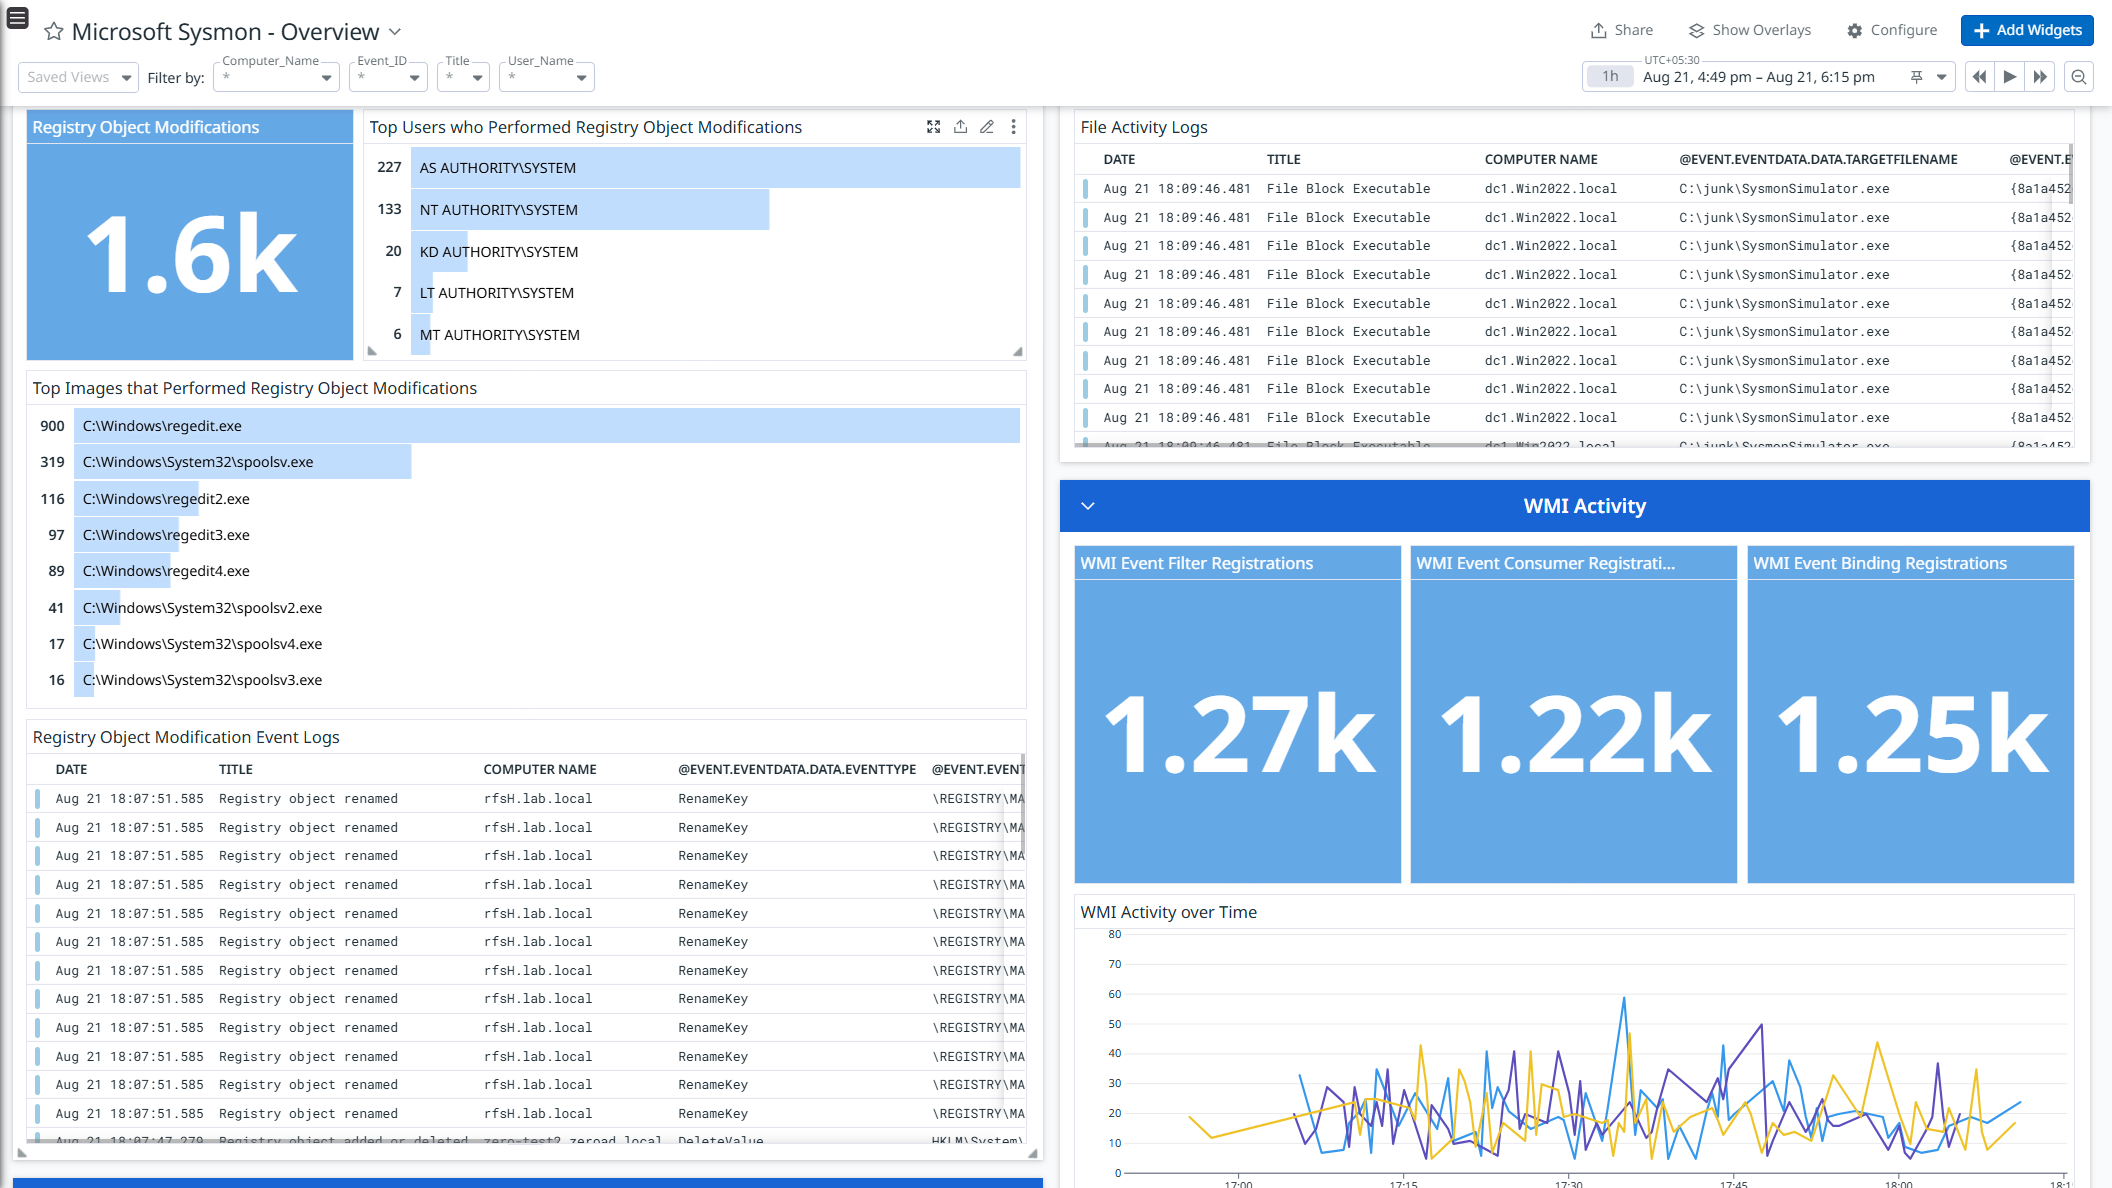 Microsoft Sysmon - Overview
Share
Show Overlays
Configure
Add Widgets
Saved Views
Filter by:
Computer_Name
*
Event_ID
*
Title
*
User_Name
*
UTC+05:30
1h
Aug 21, 4:49 pm – Aug 21, 6:15 pm
Registry Object Modifications
1.6k
Top Users who Performed Registry Object Modifications
227 AS AUTHORITY\SYSTEM
133 NT AUTHORITY\SYSTEM
20 KD AUTHORITY\SYSTEM
7 LT AUTHORITY\SYSTEM
6 MT AUTHORITY\SYSTEM
Top Images that Performed Registry Object Modifications
900 C:\Windows\regedit.exe
319 C:\Windows\System32\spoolsv.exe
116 C:\Windows\regedit2.exe
97 C:\Windows\regedit3.exe
89 C:\Windows\regedit4.exe
41 C:\Windows\System32\spoolsv2.exe
17 C:\Windows\System32\spoolsv4.exe
16 C:\Windows\System32\spoolsv3.exe
Registry Object Modification Event Logs
DATE TITLE COMPUTER NAME @EVENT.EVENTDATA.DATA.EVENTTYPE @EVENT.EVENT
Aug 21 18:07:51.585 Registry object renamed rfsH.lab.local RenameKey \REGISTRY\MA
Aug 21 18:07:51.585 Registry object renamed rfsH.lab.local RenameKey \REGISTRY\MA
Aug 21 18:07:51.585 Registry object renamed rfsH.lab.local RenameKey \REGISTRY\MA
Aug 21 18:07:51.585 Registry object renamed rfsH.lab.local RenameKey \REGISTRY\MA
Aug 21 18:07:51.585 Registry object renamed rfsH.lab.local RenameKey \REGISTRY\MA
Aug 21 18:07:51.585 Registry object renamed rfsH.lab.local RenameKey \REGISTRY\MA
Aug 21 18:07:51.585 Registry object renamed rfsH.lab.local RenameKey \REGISTRY\MA
Aug 21 18:07:51.585 Registry object renamed rfsH.lab.local RenameKey \REGISTRY\MA
Aug 21 18:07:51.585 Registry object renamed rfsH.lab.local RenameKey \REGISTRY\MA
Aug 21 18:07:51.585 Registry object renamed rfsH.lab.local RenameKey \REGISTRY\MA
Aug 21 18:07:51.585 Registry object renamed rfsH.lab.local RenameKey \REGISTRY\MA
Aug 21 18:07:51.585 Registry object renamed rfsH.lab.local RenameKey \REGISTRY\MA
Aug 21 18:07:47.279 Registry object added or deleted zero-test2.zeroad.local DeleteValue HKLM\System\
File Activity Logs
DATE TITLE COMPUTER NAME @EVENT.EVENTDATA.DATA.TARGETFILENAME @EVENT.E
Aug 21 18:09:46.481 File Block Executable dc1.Win2022.local C:\junk\SysmonSimulator.exe {8a1a452
Aug 21 18:09:46.481 File Block Executable dc1.Win2022.local C:\junk\SysmonSimulator.exe {8a1a452
Aug 21 18:09:46.481 File Block Executable dc1.Win2022.local C:\junk\SysmonSimulator.exe {8a1a452
Aug 21 18:09:46.481 File Block Executable dc1.Win2022.local C:\junk\SysmonSimulator.exe {8a1a452
Aug 21 18:09:46.481 File Block Executable dc1.Win2022.local C:\junk\SysmonSimulator.exe {8a1a452
Aug 21 18:09:46.481 File Block Executable dc1.Win2022.local C:\junk\SysmonSimulator.exe {8a1a452
Aug 21 18:09:46.481 File Block Executable dc1.Win2022.local C:\junk\SysmonSimulator.exe {8a1a452
Aug 21 18:09:46.481 File Block Executable dc1.Win2022.local C:\junk\SysmonSimulator.exe {8a1a452
Aug 21 18:09:46.481 File Block Executable dc1.Win2022.local C:\junk\SysmonSimulator.exe {8a1a452
Aug 21 18:09:46.481 File Block Executable dc1.Win2022.local C:\junk\SysmonSimulator.exe {8a1a452
WMI Activity
WMI Event Filter Registrations
1.27k
WMI Event Consumer Registrati...
1.22k
WMI Event Binding Registrations
1.25k
WMI Activity over Time
80
70
60
50
40
30
20
10
0
17:00 17:15 17:30 17:45 18:00 18:1